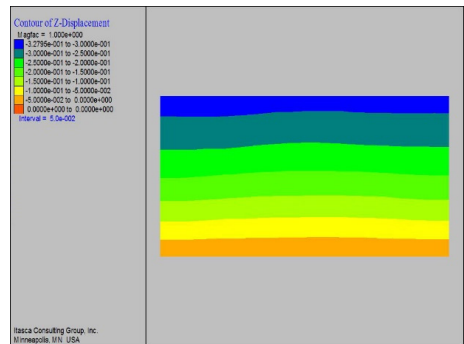 Contour of Z-Displacement
Magfac = 1.000e+000
-3.2795e-001 to -3.0000e-001
-3.0000e-001 to -2.5000e-001
-2.5000e-001 to -2.0000e-001
-2.0000e-001 to -1.5000e-001
-1.5000e-001 to -1.0000e-001
-1.0000e-001 to -5.0000e-002
-5.0000e-002 to 0.0000e+000
0.0000e+000 to 0.0000e+000
Interval = 5.0e-002
Itasca Consulting Group, Inc.
Minneapolis, MN USA